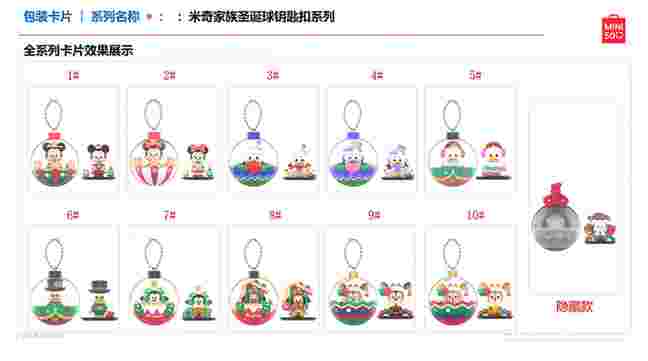 包装卡片 | 系列名称 ： ：米奇家族圣诞球钥匙扣系列
MINI
SO
全系列卡片效果展示
1# 2# 3# 4# 5#
6# 7# 8# 9# 10#
隐藏款